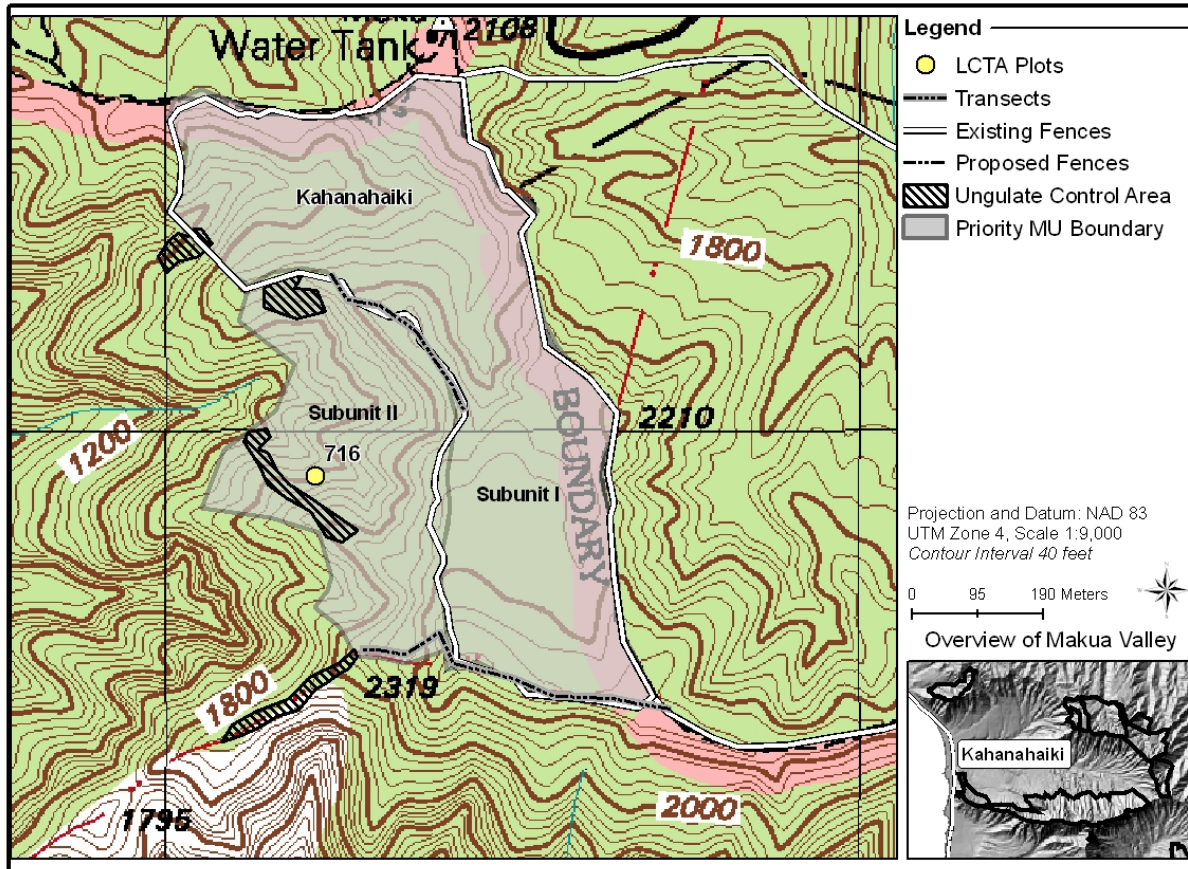 Water Tank
2108
Kahanahaiki
1800
Subunit II
716
1200
BOUNDARY
2210
Subunit I
2319
1800
1795
2000
Legend
LCTA Plots
Transects
Existing Fences
Proposed Fences
Ungulate Control Area
Priority MU Boundary
Projection and Datum: NAD 83
UTM Zone 4, Scale 1:9,000
Contour Interval 40 feet
0 95 190 Meters
N
Overview of Makua Valley
Kahanahaiki